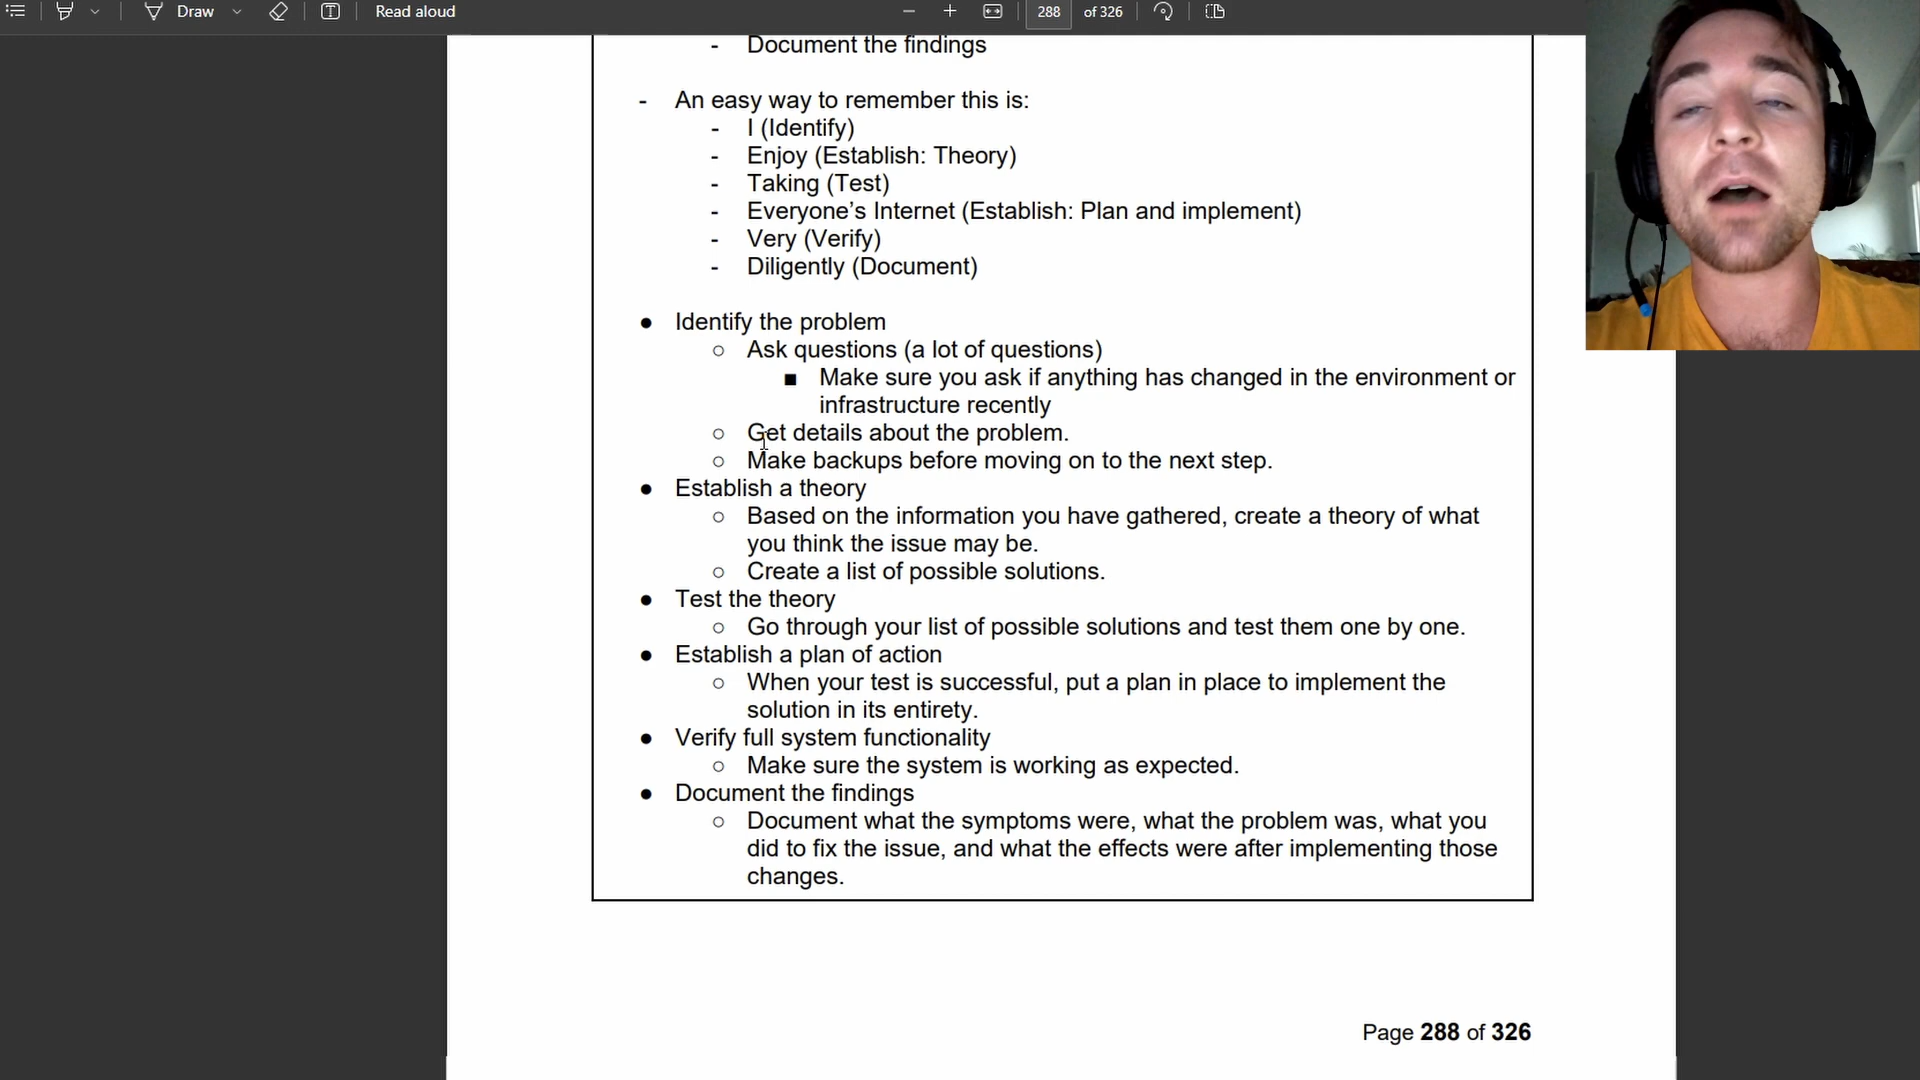 Draw
Read aloud
288
of 326
- Document the findings
- An easy way to remember this is:
- I (Identify)
- Enjoy (Establish: Theory)
- Taking (Test)
- Everyone’s Internet (Establish: Plan and implement)
- Very (Verify)
- Diligently (Document)
● Identify the problem
○ Ask questions (a lot of questions)
■ Make sure you ask if anything has changed in the environment or
infrastructure recently
○ Get details about the problem.
○ Make backups before moving on to the next step.
● Establish a theory
○ Based on the information you have gathered, create a theory of what
you think the issue may be.
○ Create a list of possible solutions.
● Test the theory
○ Go through your list of possible solutions and test them one by one.
● Establish a plan of action
○ When your test is successful, put a plan in place to implement the
solution in its entirety.
● Verify full system functionality
○ Make sure the system is working as expected.
● Document the findings
○ Document what the symptoms were, what the problem was, what you
did to fix the issue, and what the effects were after implementing those
changes.
Page 288 of 326